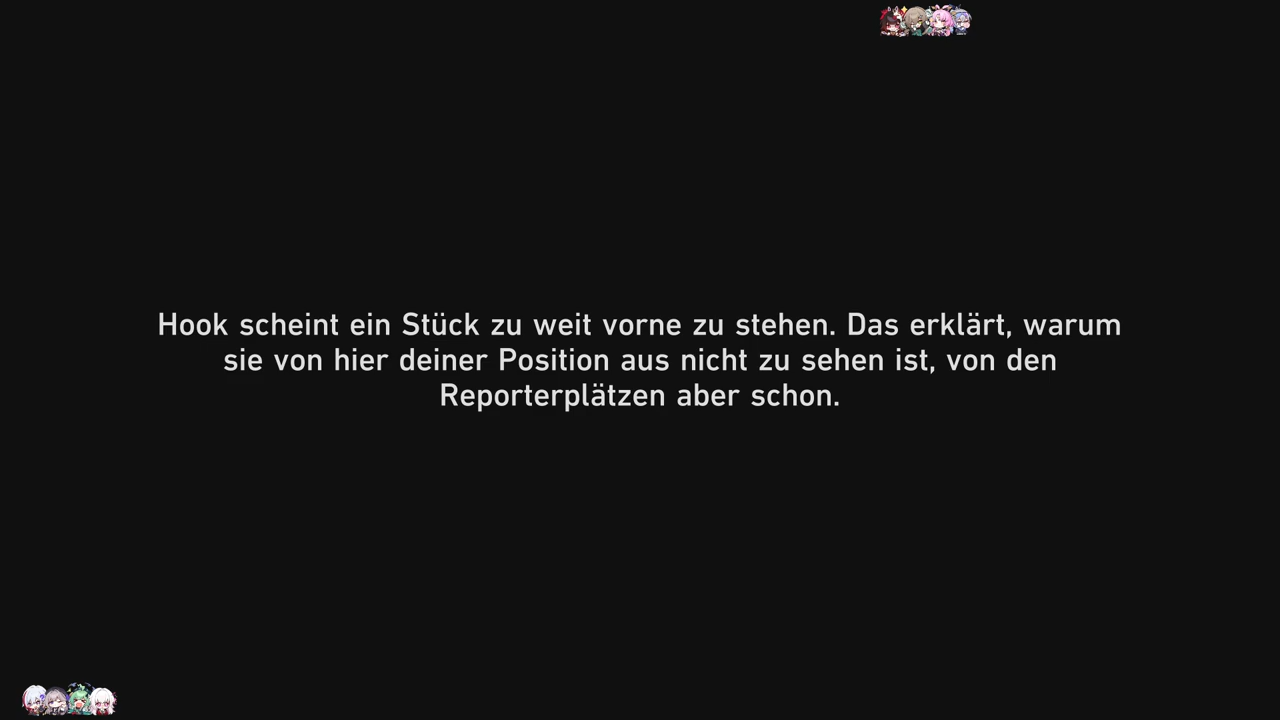 Hook scheint ein Stück zu weit vorne zu stehen. Das erklärt, warum
sie von hier deiner Position aus nicht zu sehen ist, von den
Reporterplätzen aber schon.